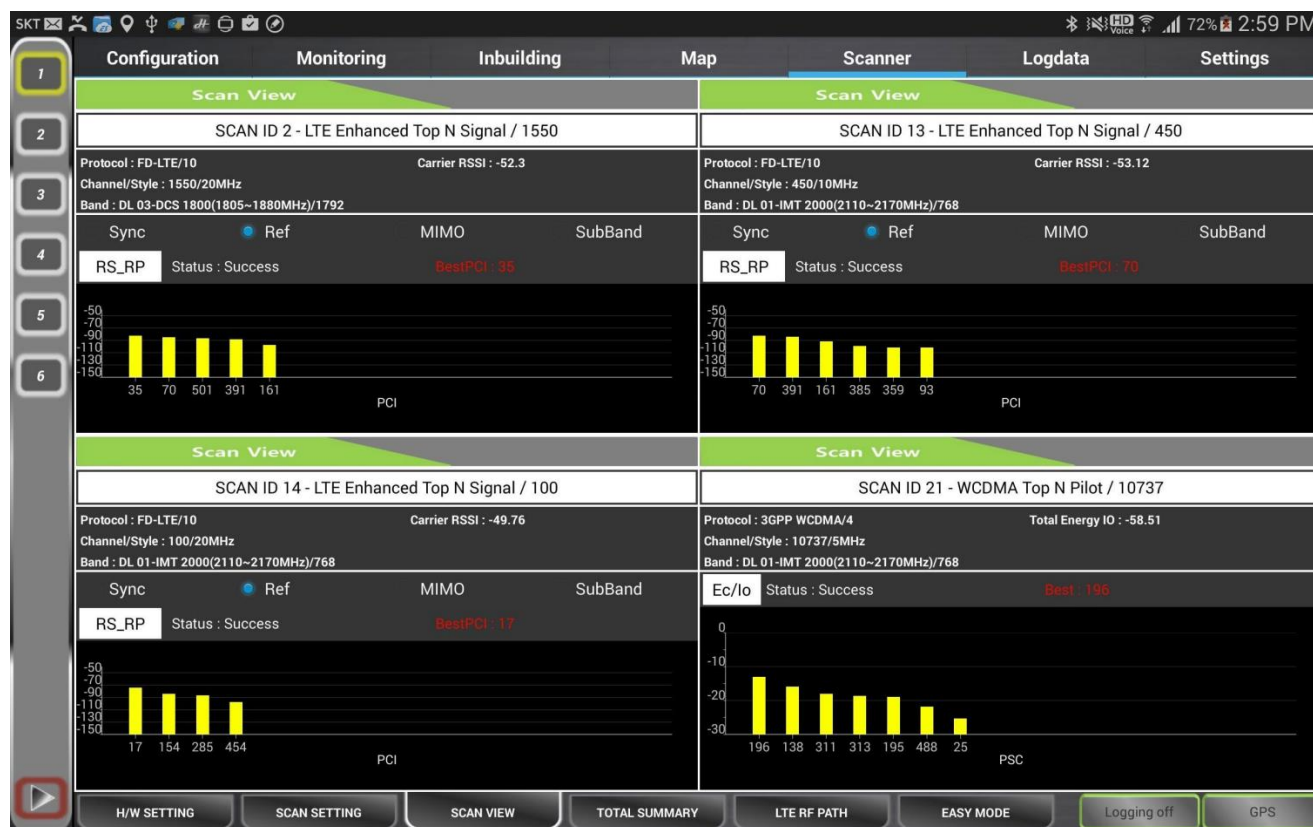 SKT HD Voice 72% 2:59 PM
Configuration Monitoring Inbuilding Map Scanner Logdata Settings
1
2
3
4
5
6
Scan View
SCAN ID 2 - LTE Enhanced Top N Signal / 1550
Protocol : FD-LTE/10 Carrier RSSI : -52.3
Channel/Style : 1550/20MHz
Band : DL 03-DCS 1800(1805~1880MHz)/1792
Sync Ref MIMO SubBand
RS_RP Status : Success BestPCI : 35
-50
-70
-90
-110
-130
-150
35 70 501 391 161
PCI
Scan View
SCAN ID 13 - LTE Enhanced Top N Signal / 450
Protocol : FD-LTE/10 Carrier RSSI : -53.12
Channel/Style : 450/10MHz
Band : DL 01-IMT 2000(2110~2170MHz)/768
Sync Ref MIMO SubBand
RS_RP Status : Success BestPCI : 70
-50
-70
-90
-110
-130
-150
70 391 161 385 359 93
PCI
Scan View
SCAN ID 14 - LTE Enhanced Top N Signal / 100
Protocol : FD-LTE/10 Carrier RSSI : -49.76
Channel/Style : 100/20MHz
Band : DL 01-IMT 2000(2110~2170MHz)/768
Sync Ref MIMO SubBand
RS_RP Status : Success BestPCI : 17
-50
-70
-90
-110
-130
-150
17 154 285 454
PCI
Scan View
SCAN ID 21 - WCDMA Top N Pilot / 10737
Protocol : 3GPP WCDMA/4 Total Energy IO : -58.51
Channel/Style : 10737/5MHz
Band : DL 01-IMT 2000(2110~2170MHz)/768
Ec/Io Status : Success Best : 196
0
-10
-20
-30
196 138 311 313 195 488 25
PSC
H/W SETTING SCAN SETTING SCAN VIEW TOTAL SUMMARY LTE RF PATH EASY MODE Logging off GPS